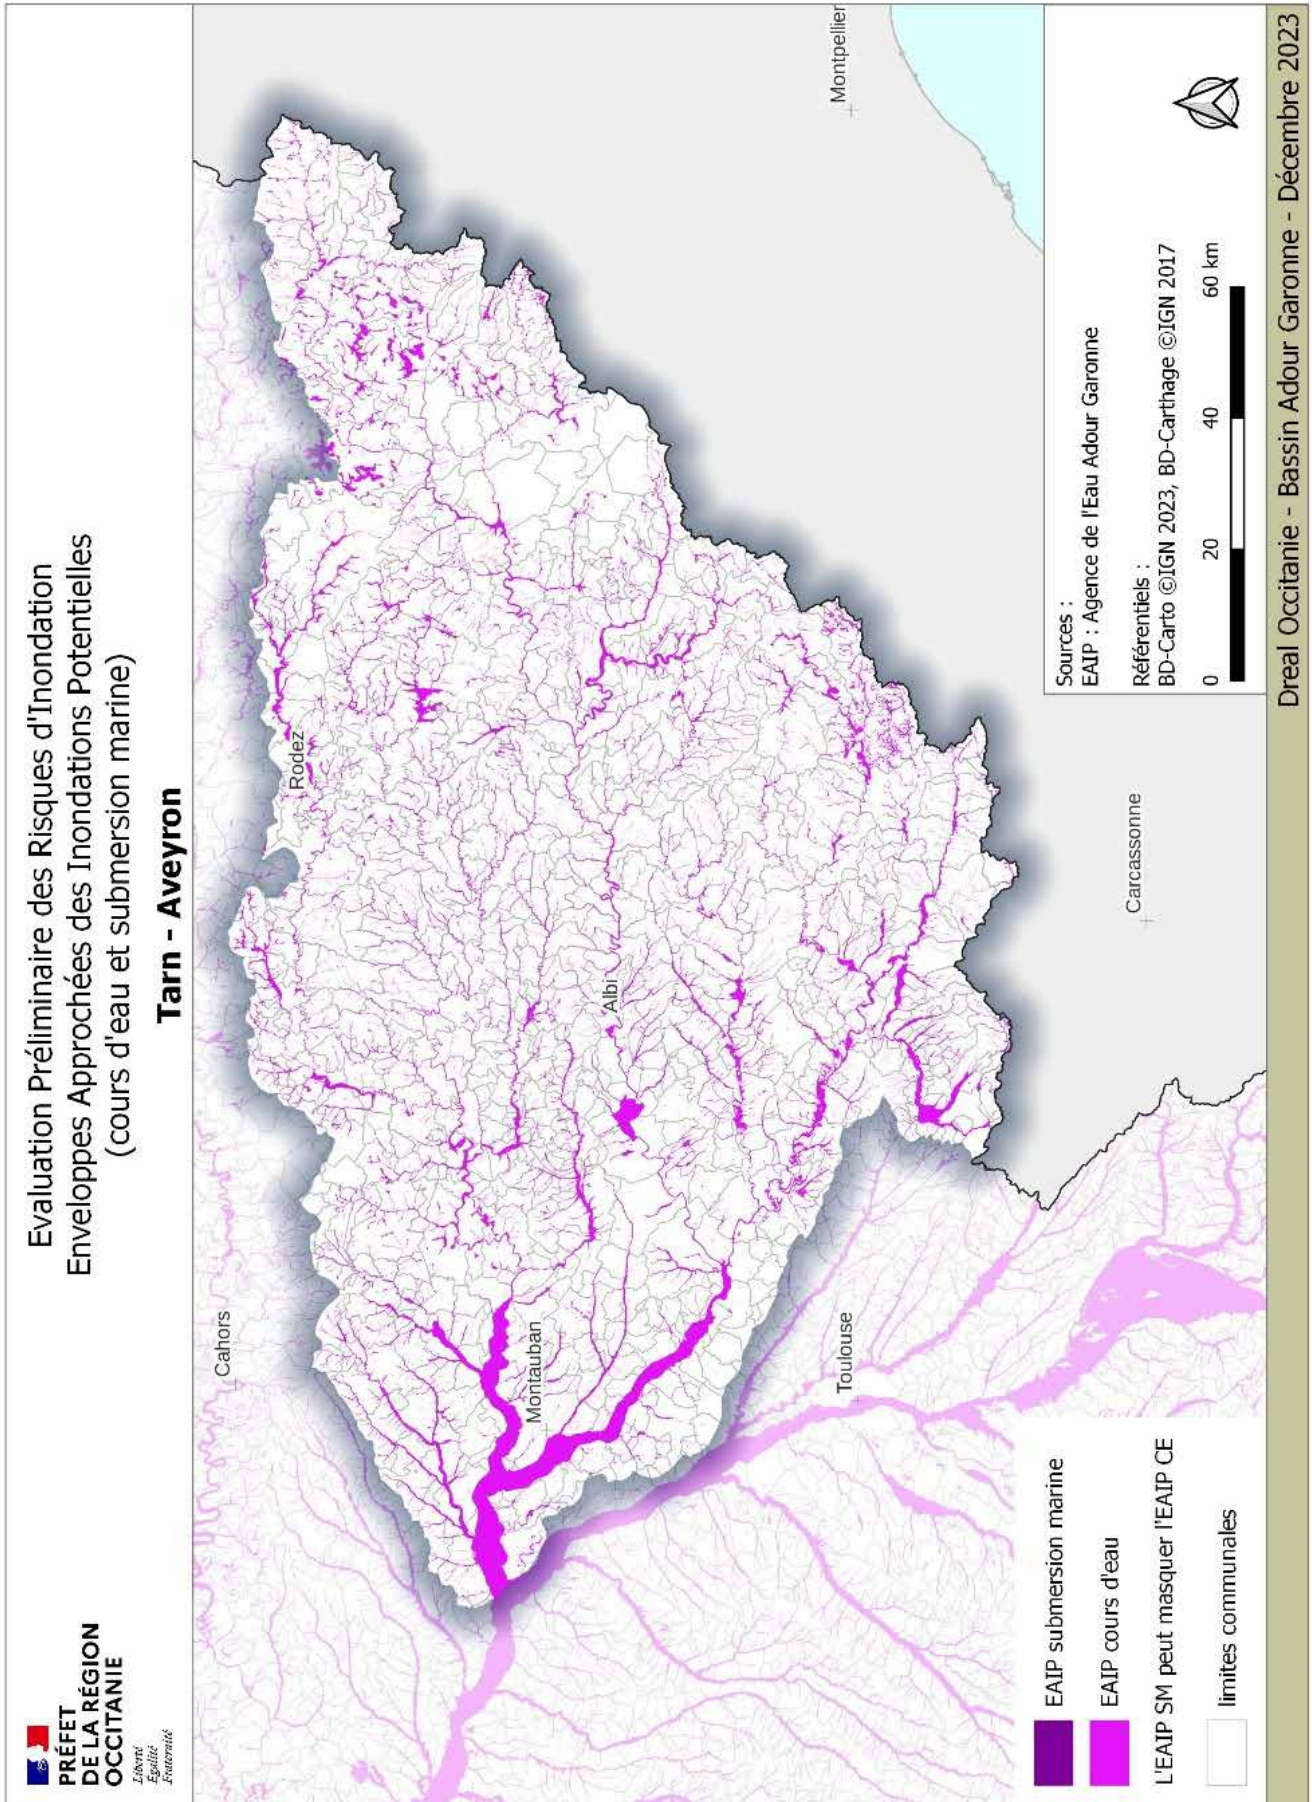 PRÉFET
DE LA RÉGION
OCCITANIE
Liberté
Égalité
Fraternité
Evaluation Préliminaire des Risques d'Inondation
Enveloppes Approchées des Inondations Potentielles
(cours d'eau et submersion marine)
Tarn - Aveyron
Cahors
Rodez
Montauban
Albi
Toulouse
Montpellier
Carcassonne
EAIP submersion marine
EAIP cours d'eau
L'EAIP SM peut masquer l'EAIP CE
limites communales
Sources :
EAIP : Agence de l'Eau Adour Garonne
Référentiels :
BD-Carto ©IGN 2023, BD-Carthage ©IGN 2017
0 20 40 60 km
Dreal Occitanie - Bassin Adour Garonne - Décembre 2023